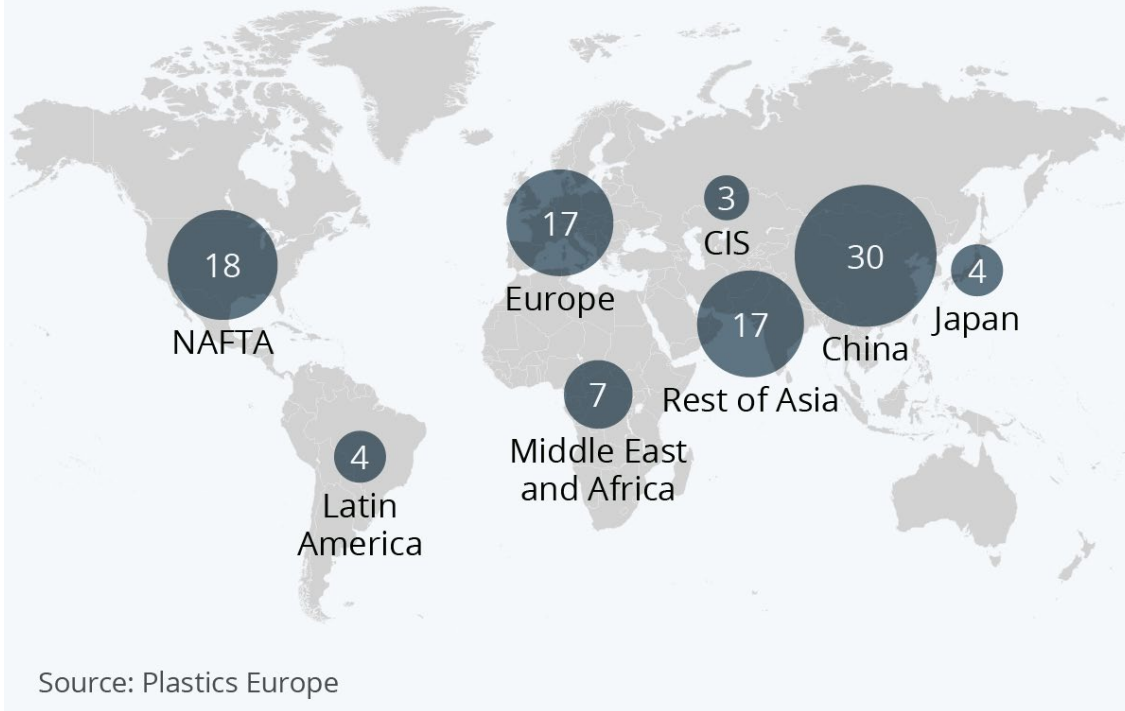 3
CIS
17
Europe
18
NAFTA
30
China
4
Japan
17
Rest of Asia
7
Middle East
and Africa
4
Latin
America
Source: Plastics Europe